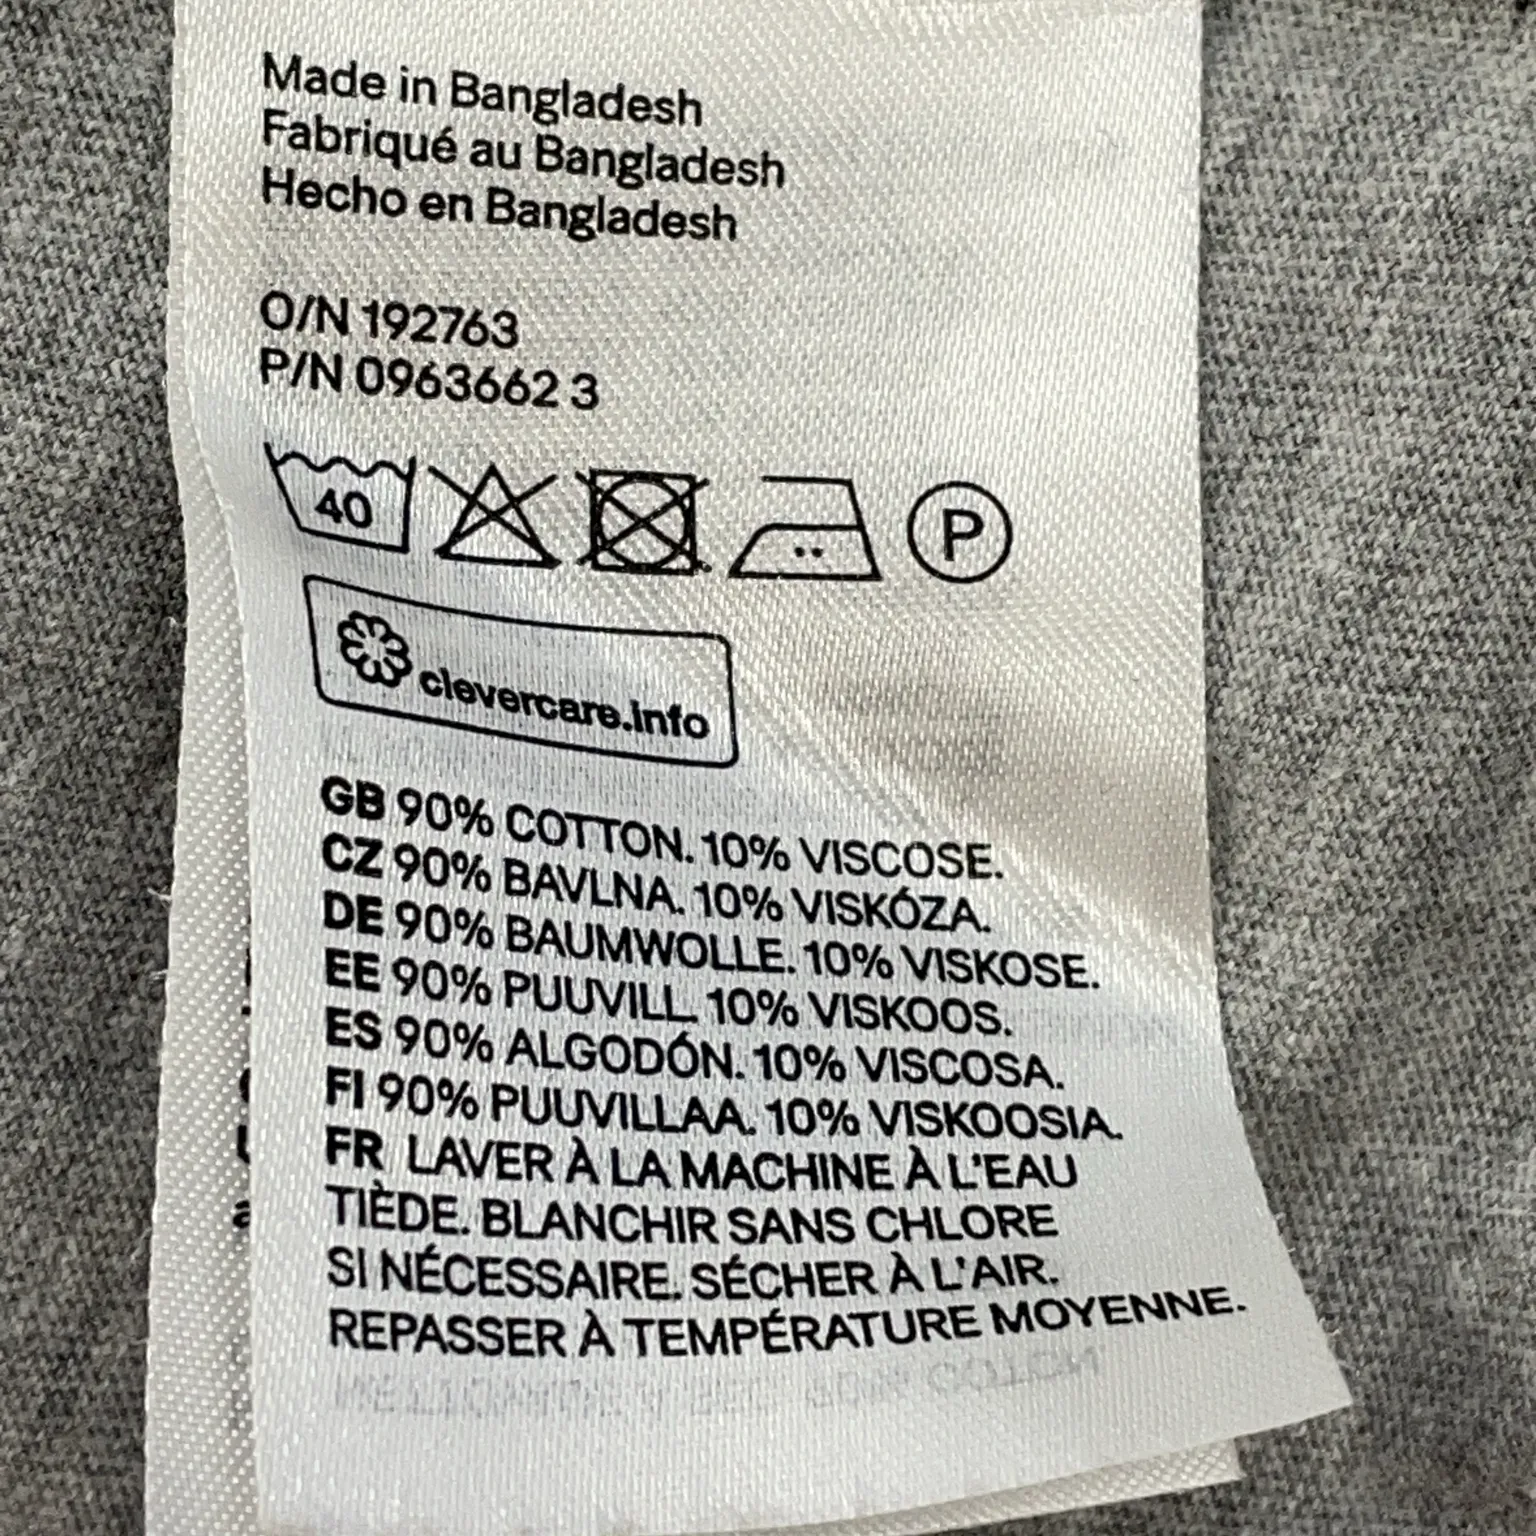 Made in Bangladesh
Fabriqué au Bangladesh
Hecho en Bangladesh
O/N 192763
P/N 0963662 3
40
P
clevercare.info
GB 90% COTTON. 10% VISCOSE.
CZ 90% BAVLNA. 10% VISKÓZA.
DE 90% BAUMWOLLE. 10% VISKOSE.
EE 90% PUUVILL. 10% VISKOOS.
ES 90% ALGODÓN. 10% VISCOSA.
FI 90% PUUVILLAA. 10% VISKOOSIA.
FR LAVER À LA MACHINE À L'EAU
TIÈDE. BLANCHIR SANS CHLORE
SI NÉCESSAIRE. SÉCHER À L'AIR.
REPASSER À TEMPÉRATURE MOYENNE.